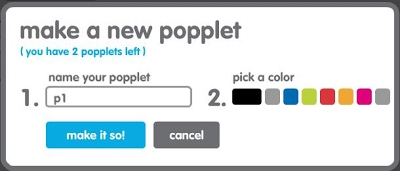 make a new popplet
( you have 2 popplets left )
name your popplet pick a color
1. p1 2.
make it so! cancel